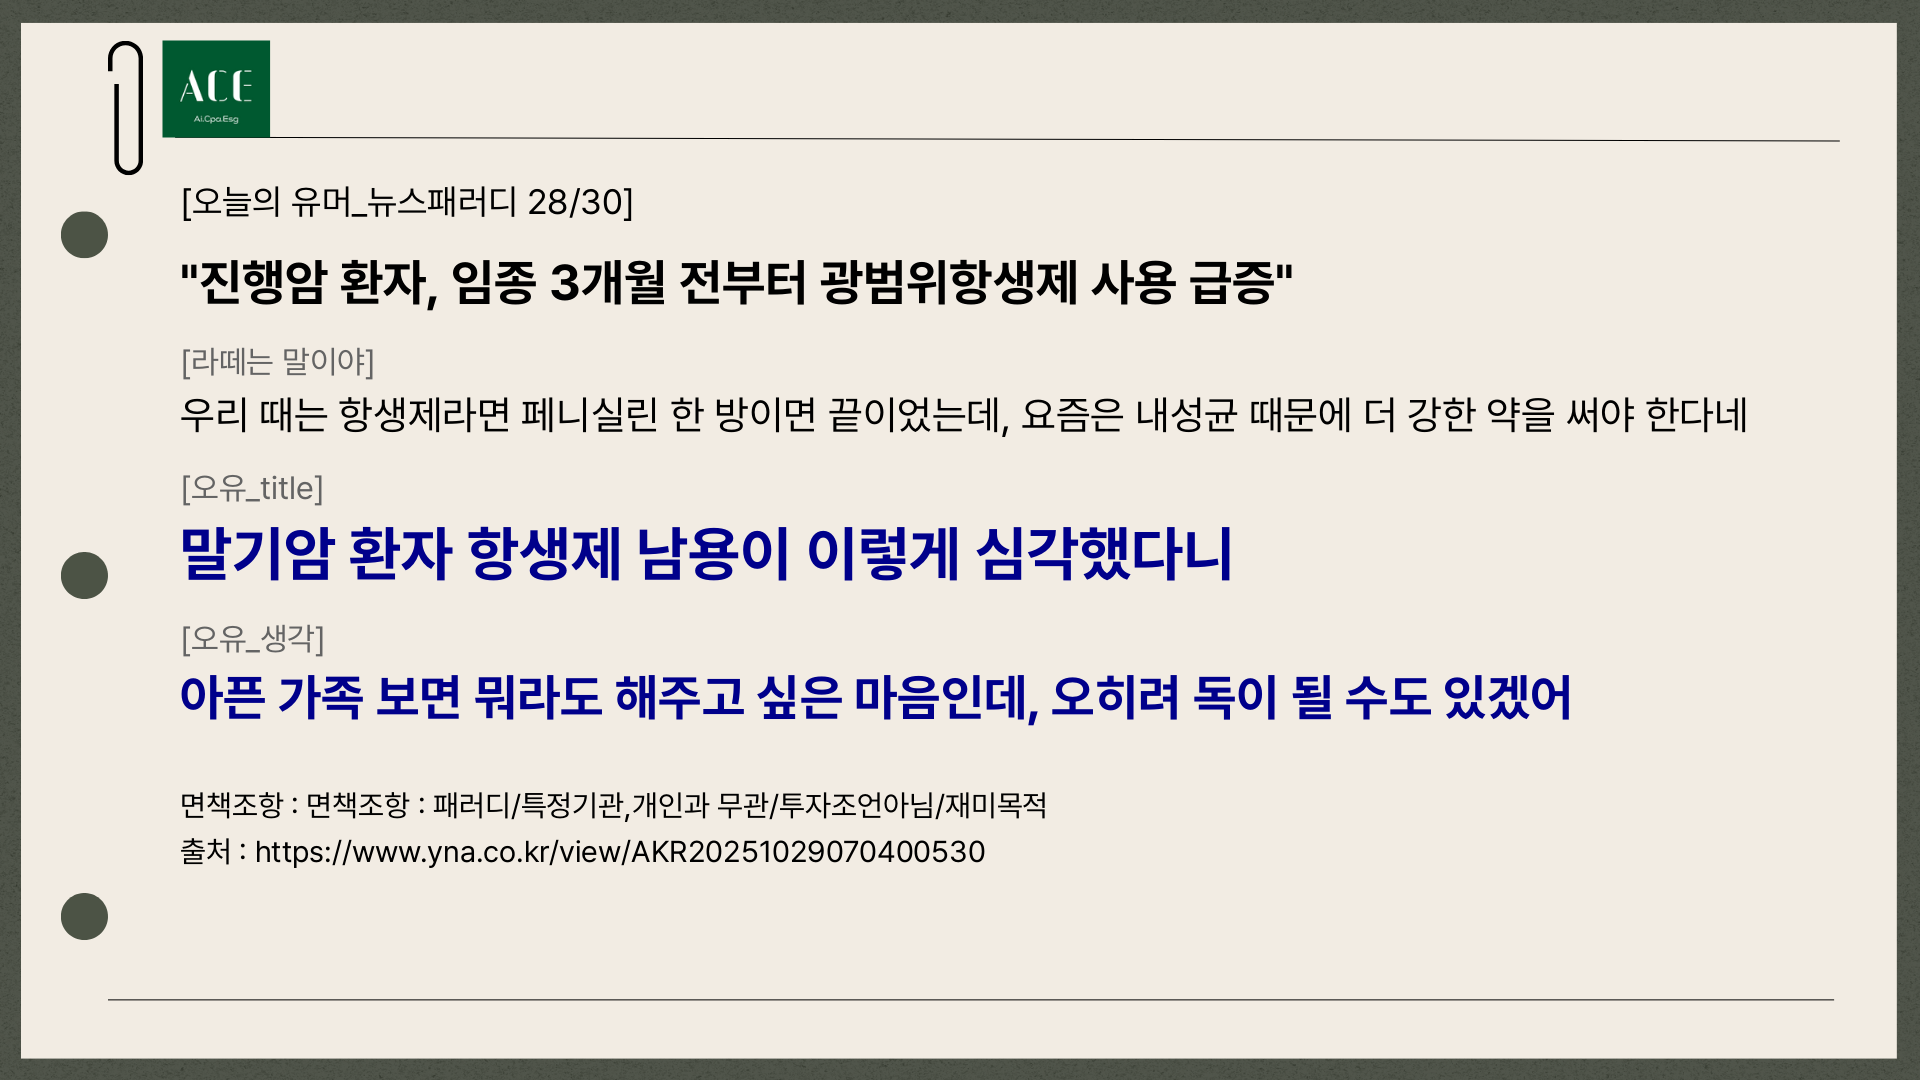 ACE
Ai.Cpa.Esg
[오늘의 유머_뉴스패러디 28/30]
"진행암 환자, 임종 3개월 전부터 광범위항생제 사용 급증"
[라떼는 말이야]
우리 때는 항생제라면 페니실린 한 방이면 끝이었는데, 요즘은 내성균 때문에 더 강한 약을 써야 한다네
[오유_title]
말기암 환자 항생제 남용이 이렇게 심각했다니
[오유_생각]
아픈 가족 보면 뭐라도 해주고 싶은 마음인데, 오히려 독이 될 수도 있겠어
면책조항 : 면책조항 : 패러디/특정기관,개인과 무관/투자조언아님/재미목적
출처 : https://www.yna.co.kr/view/AKR20251029070400530